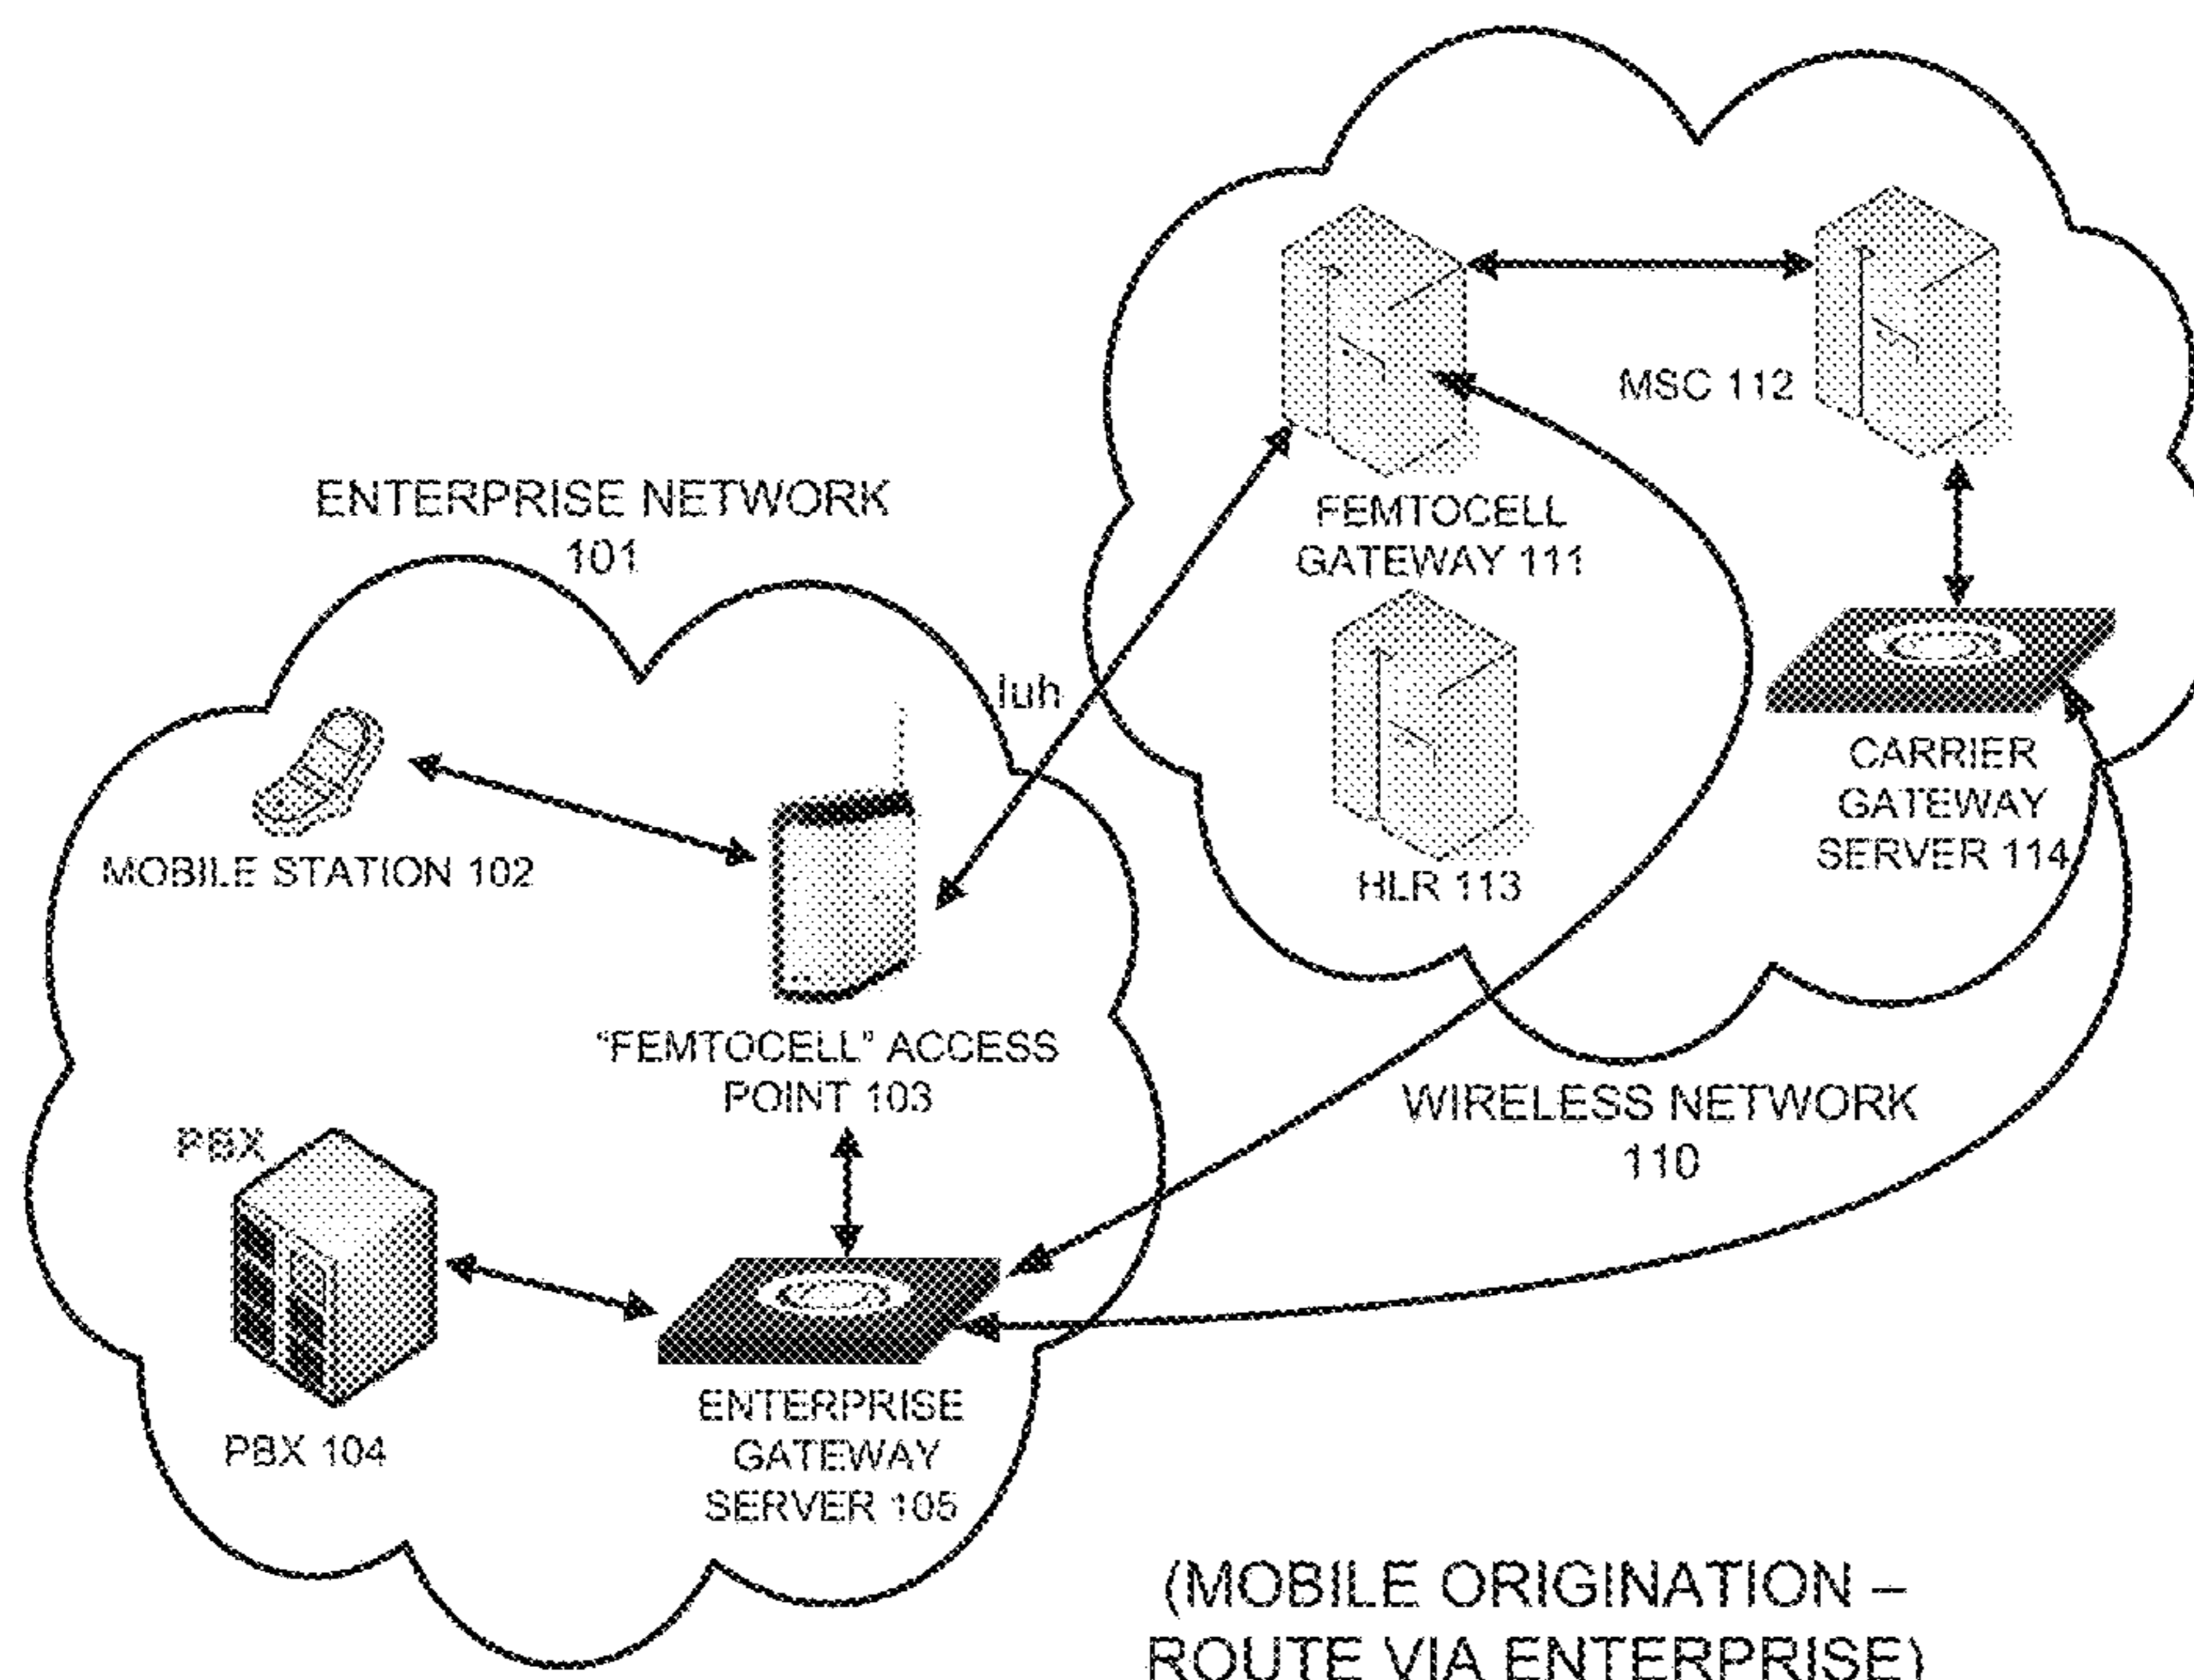 MSC 112
ENTERPRISE NETWORK
101
FEMTOCELL
GATEWAY 111
Iuh
CARRIER
GATEWAY
SERVER 114
MOBILE STATION 102
HLR 113
"FEMTOCELL" ACCESS
POINT 103
WIRELESS NETWORK
110
PBX
ENTERPRISE
GATEWAY
SERVER 105
PBX 104
(MOBILE ORIGINATION –
ROUTE VIA ENTERPRISE)